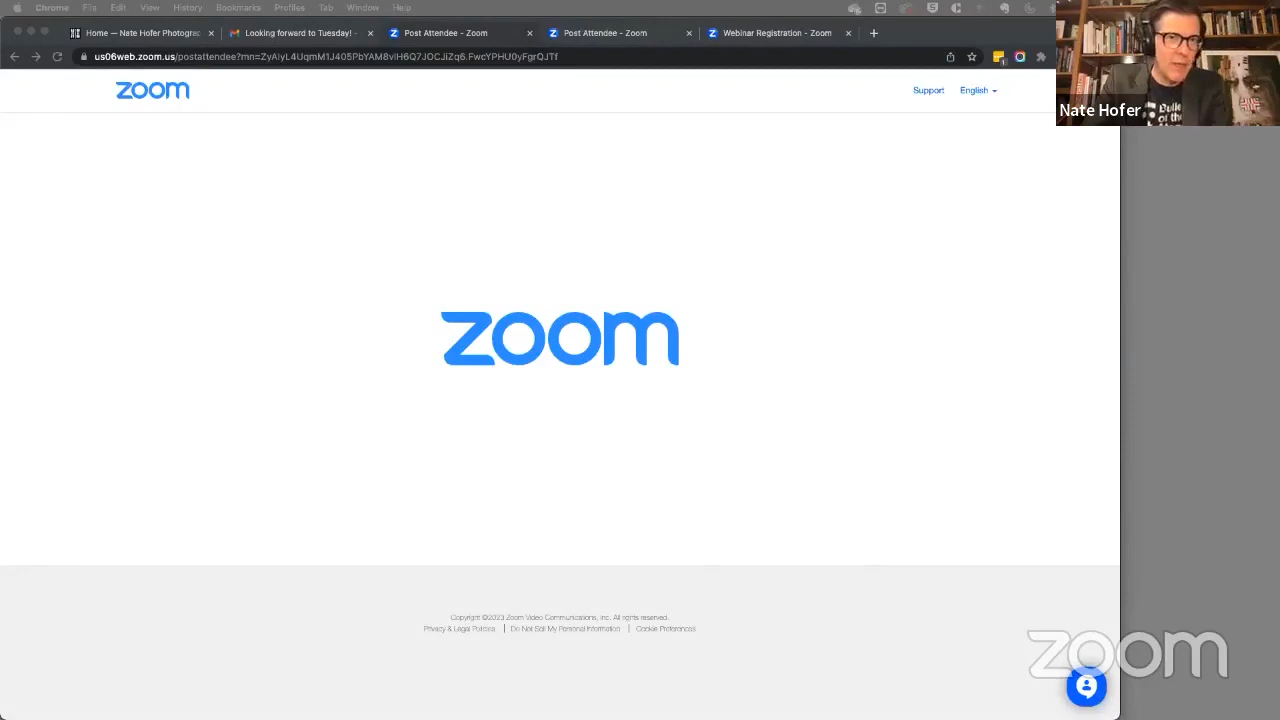 Chrome File Edit View History Bookmarks Profiles Tab Window Help
Home — Nate Hofer Photograp
Looking forward to Tuesday! -
Post Attendee - Zoom
Post Attendee - Zoom
Webinar Registration - Zoom
us06web.zoom.us/postattendee?mn=ZyAIyL4UqmM1J405PbYAM8vIH6Q7JOCJiZq6.FwcYPHU0yFgrQJTf
zoom
Support English
Nate Hofer
zoom
Copyright ©2023 Zoom Video Communications, Inc. All rights reserved.
Privacy & Legal Policies | Do Not Sell My Personal Information | Cookie Preferences
zoom